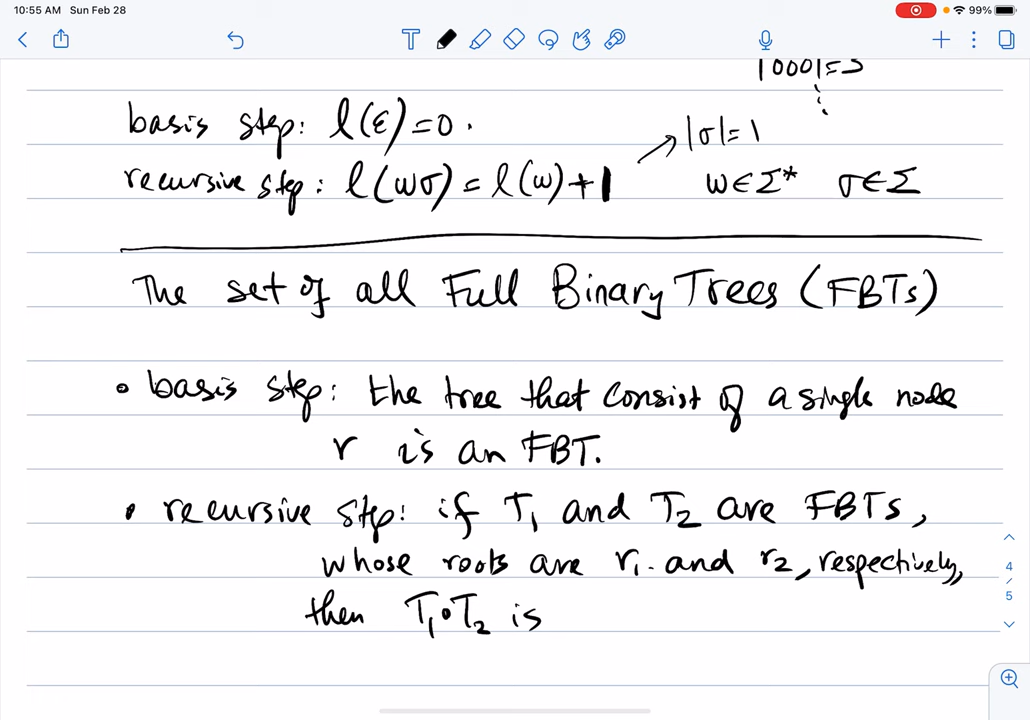 10:55 AM Sun Feb 28
99%
|000|=3
basis step: l(ε)=0.
|σ|=1
recursive step: l(wσ) = l(w)+1 w∈Σ* σ∈Σ
The set of all Full Binary Trees (FBTs)
• basis step: the tree that consist of a single node
r is an FBT.
• recursive step: if T₁ and T₂ are FBTs,
whose roots are r₁ and r₂, respectively,
then T₁•T₂ is
4
/
5